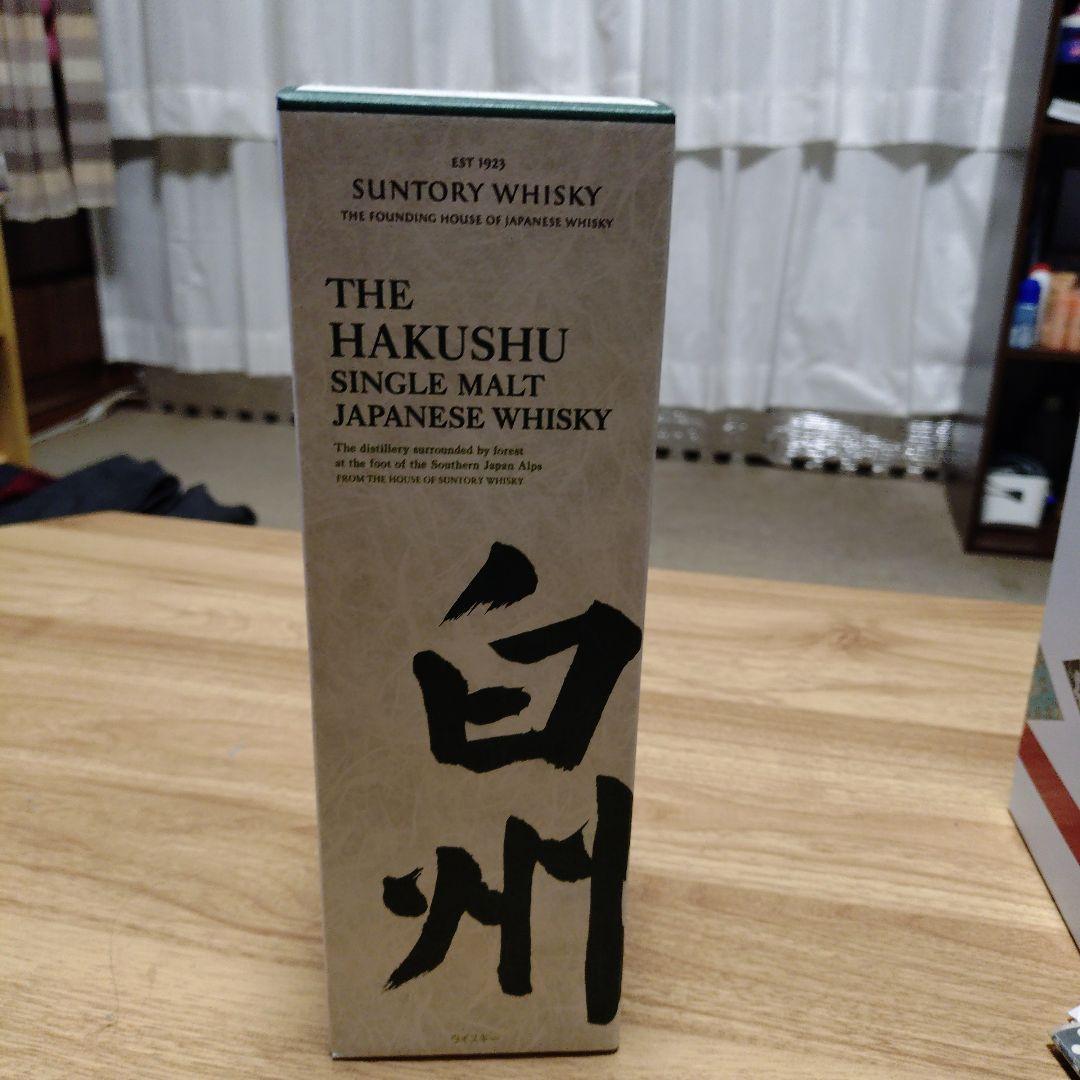 EST 1923
SUNTORY WHISKY
THE FOUNDING HOUSE OF JAPANESE WHISKY
THE
HAKUSHU
SINGLE MALT
JAPANESE WHISKY
The distillery surrounded by forest
at the foot of the Southern Japan Alps
FROM THE HOUSE OF SUNTORY WHISKY
白
州
ウイスキー